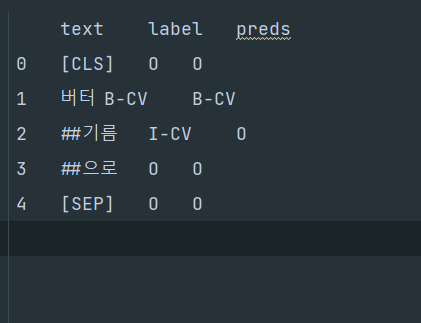 text label preds
0 [CLS] O O
1 버터 B-CV B-CV
2 ##기름 I-CV O
3 ##으로 O O
4 [SEP] O O